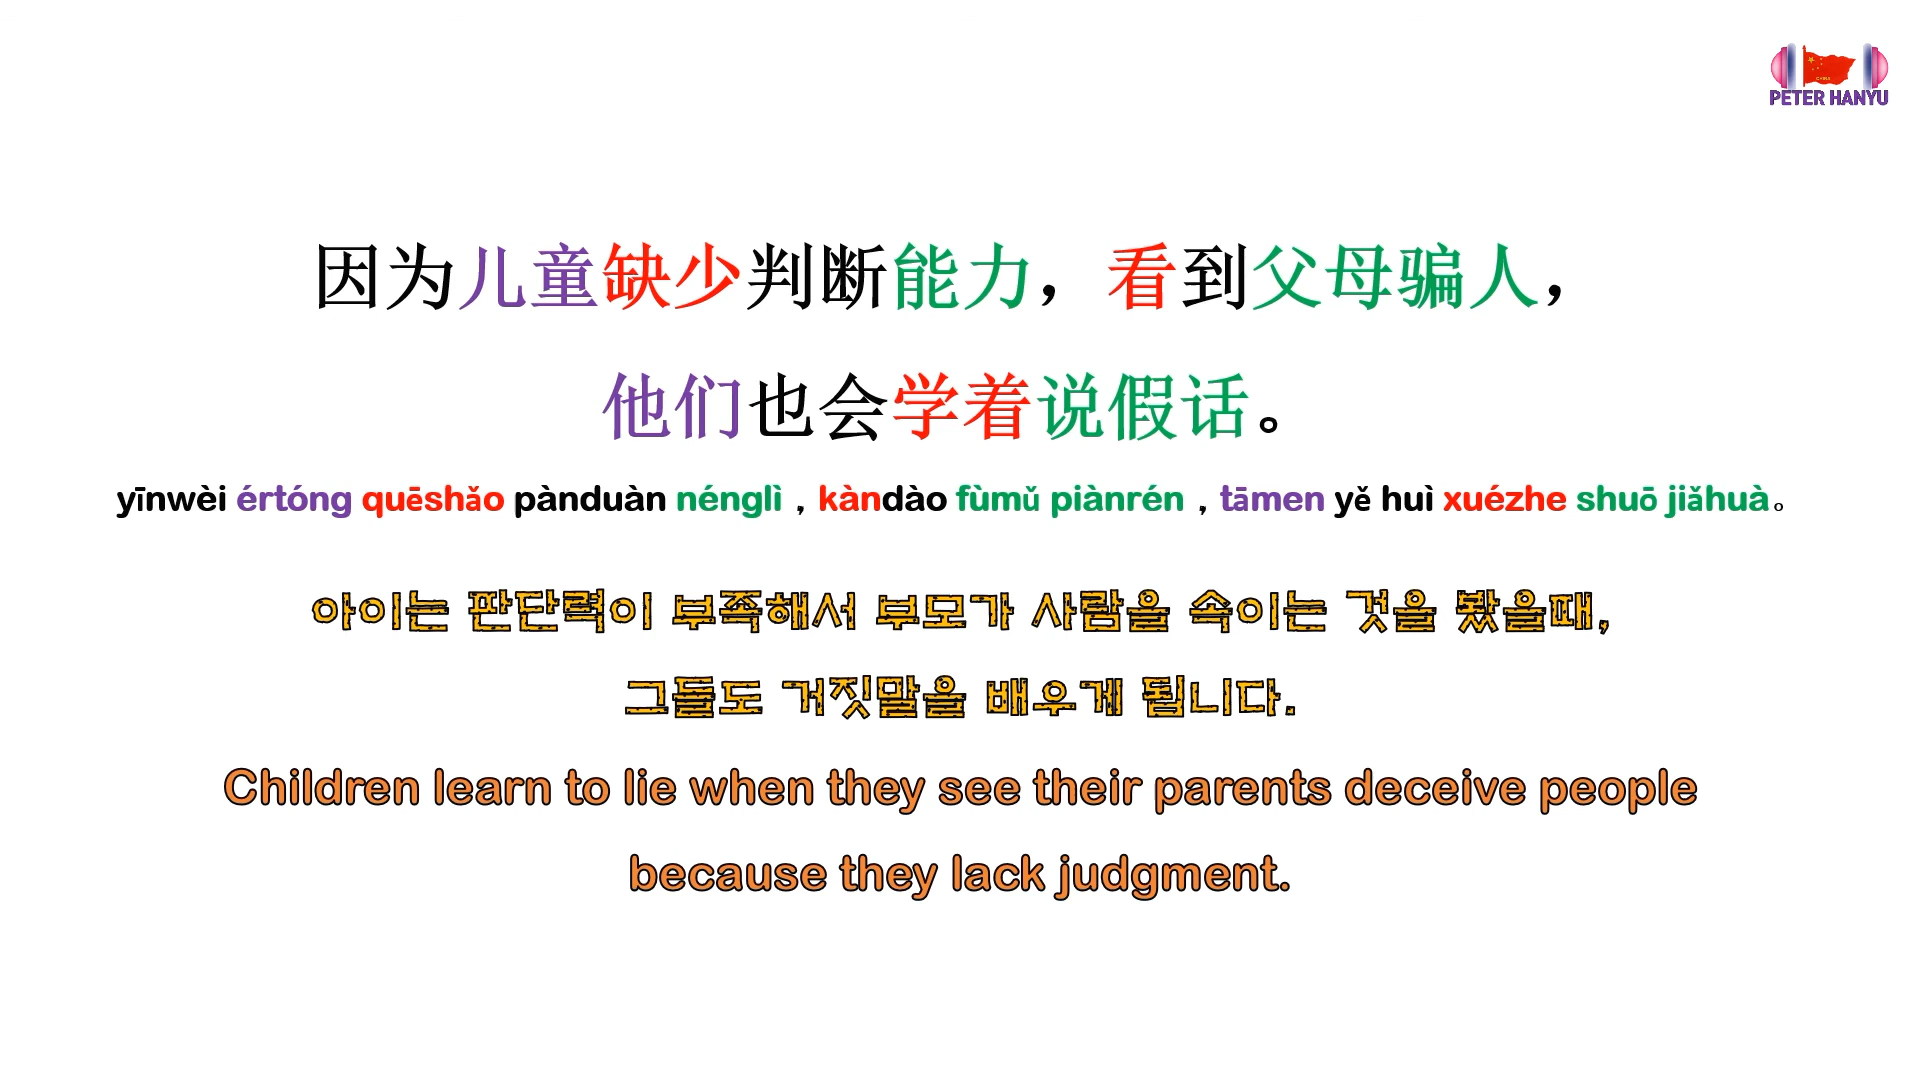 PETER HANYU
因为儿童缺少判断能力，看到父母骗人，
他们也会学着说假话。
yīnwèi értóng quēshǎo pànduàn nénglì，kàndào fùmǔ piànrén，tāmen yě huì xuézhe shuō jiǎhuà。
아이는 판단력이 부족해서 부모가 사람을 속이는 것을 봤을때,
그들도 거짓말을 배우게 됩니다.
Children learn to lie when they see their parents deceive people
because they lack judgment.